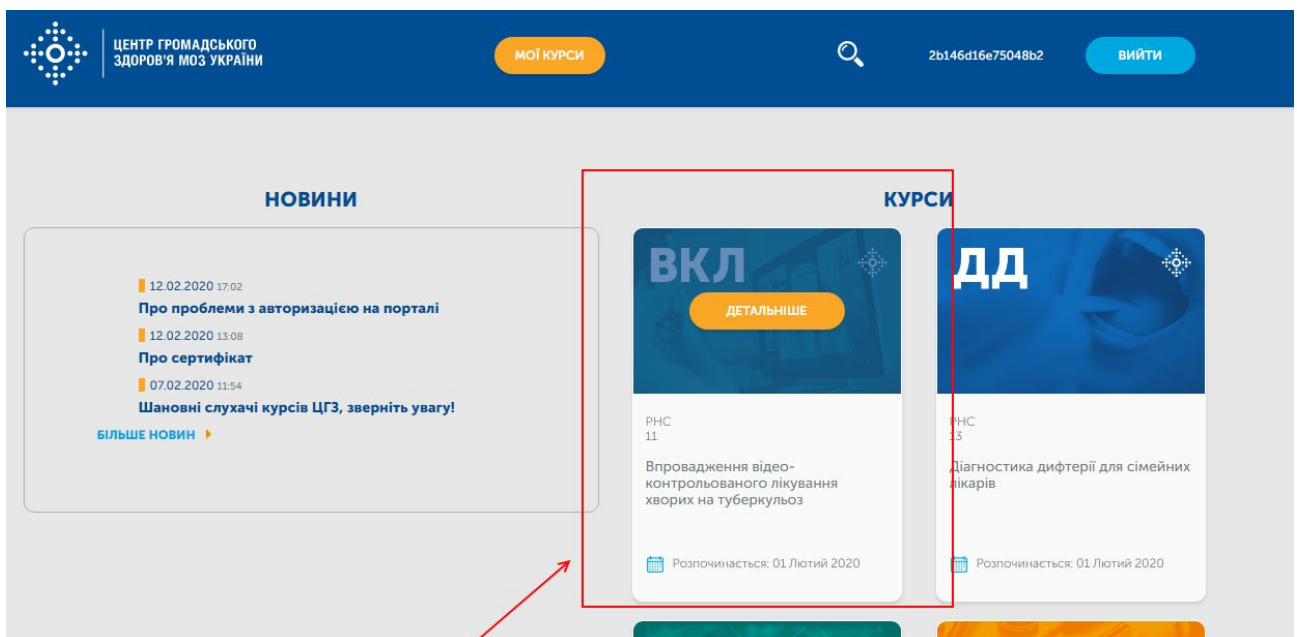 ЦЕНТР ГРОМАДСЬКОГО
ЗДОРОВ'Я МОЗ УКРАЇНИ
МОЇ КУРСИ
2b146d16e75048b2
ВИЙТИ
НОВИНИ
12.02.2020 17:02
Про проблеми з авторизацією на порталі
12.02.2020 13:08
Про сертифікат
07.02.2020 11:54
Шановні слухачі курсів ЦГЗ, зверніть увагу!
БІЛЬШЕ НОВИН
КУРСИ
ВКЛ
ДЕТАЛЬНІШЕ
PHC
11
Впровадження відео-
контрольованого лікування
хворих на туберкульоз
Розпочинається: 01 Лютий 2020
ДД
PHC
13
Діагностика дифтерії для сімейних
лікарів
Розпочинається: 01 Лютий 2020